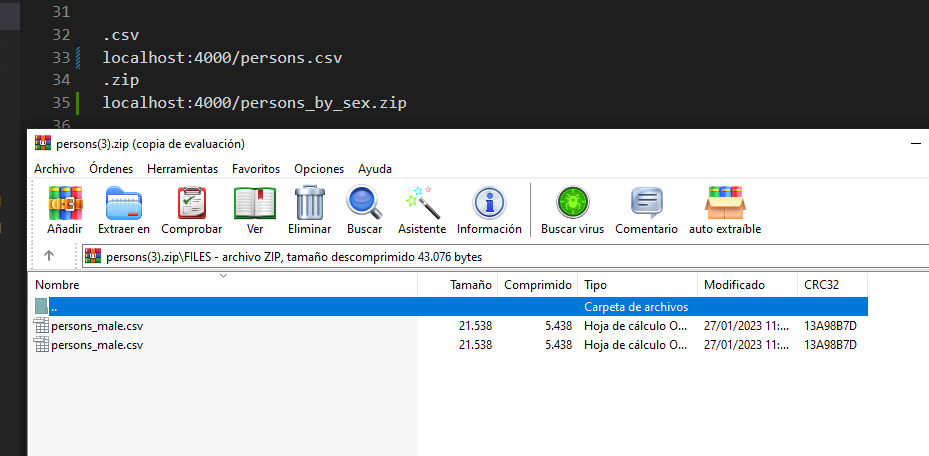 31
32 .csv
33 localhost:4000/persons.csv
34 .zip
35 localhost:4000/persons_by_sex.zip
36
persons(3).zip (copia de evaluación)
Archivo Órdenes Herramientas Favoritos Opciones Ayuda
Añadir Extraer en Comprobar Ver Eliminar Buscar Asistente Información Buscar virus Comentario auto extraíble
persons(3).zip\FILES - archivo ZIP, tamaño descomprimido 43.076 bytes
Nombre Tamaño Comprimido Tipo Modificado CRC32
.. Carpeta de archivos
persons_male.csv 21.538 5.438 Hoja de cálculo O... 27/01/2023 11:... 13A98B7D
persons_male.csv 21.538 5.438 Hoja de cálculo O... 27/01/2023 11:... 13A98B7D